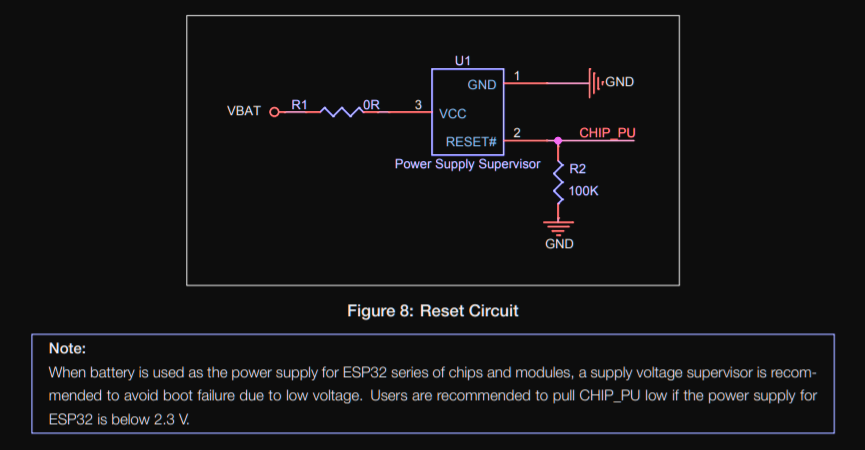 U1
GND
1
GND
VBAT
R1
0R
3
VCC
2
CHIP_PU
RESET#
Power Supply Supervisor
R2
100K
GND
Figure 8: Reset Circuit
Note:
When battery is used as the power supply for ESP32 series of chips and modules, a supply voltage supervisor is recom-
mended to avoid boot failure due to low voltage. Users are recommended to pull CHIP_PU low if the power supply for
ESP32 is below 2.3 V.